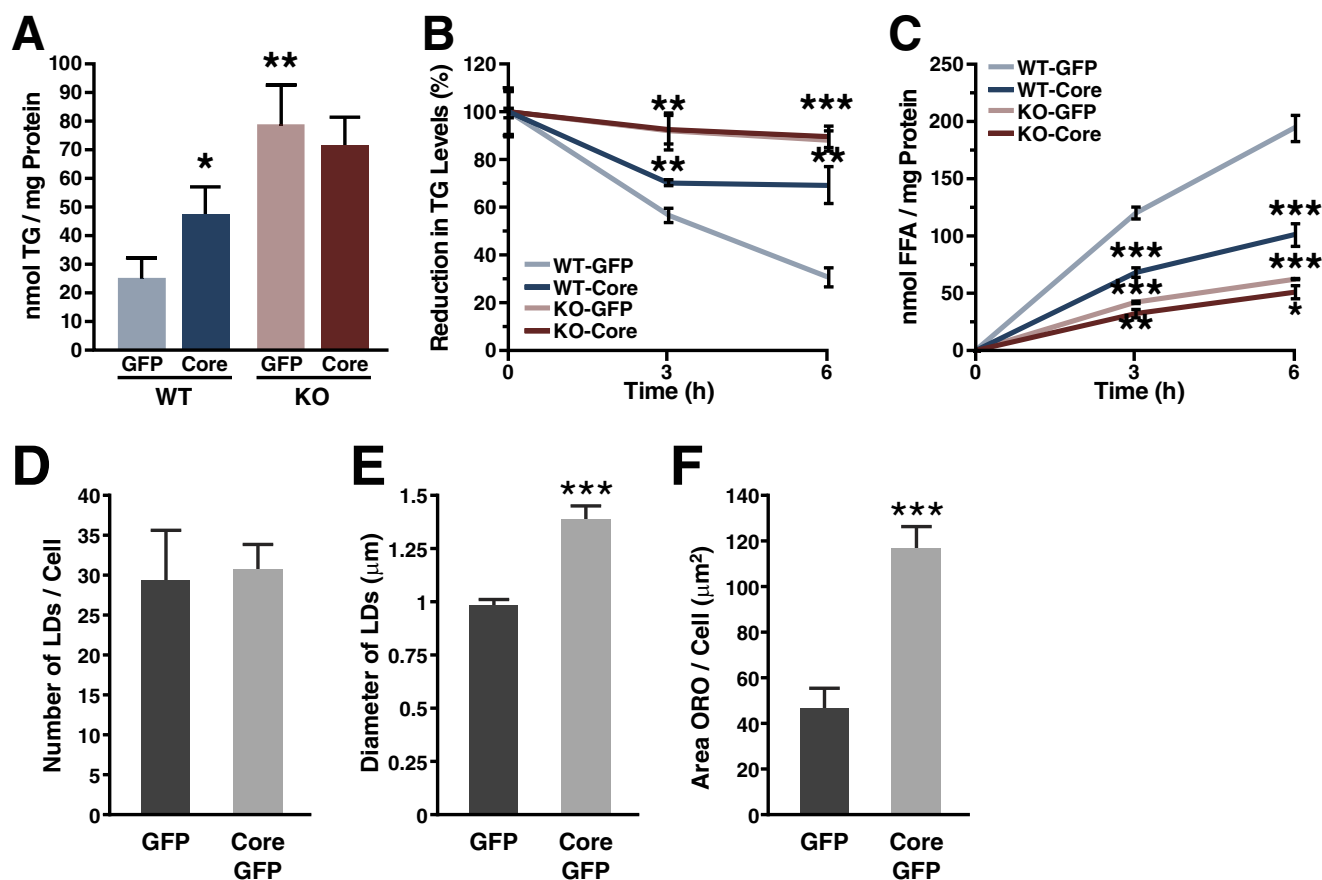 A
nmol TG / mg Protein
100
90
80
70
60
50
40
30
20
10
0
*
**
GFP Core GFP Core
WT KO
B
Reduction in TG Levels (%)
120
100
80
60
40
20
0
**
***
**
**
WT-GFP
WT-Core
KO-GFP
KO-Core
0 3 6
Time (h)
C
nmol FFA / mg Protein
250
200
150
100
50
0
WT-GFP
WT-Core
KO-GFP
KO-Core
***
***
***
***
**
*
0 3 6
Time (h)
D
Number of LDs / Cell
40
35
30
25
20
15
10
5
0
GFP Core
GFP
E
Diameter of LDs (μm)
1.5
1.25
1
0.75
0.5
0.25
0
***
GFP Core
GFP
F
Area ORO / Cell (μm²)
140
120
100
80
60
40
20
0
***
GFP Core
GFP